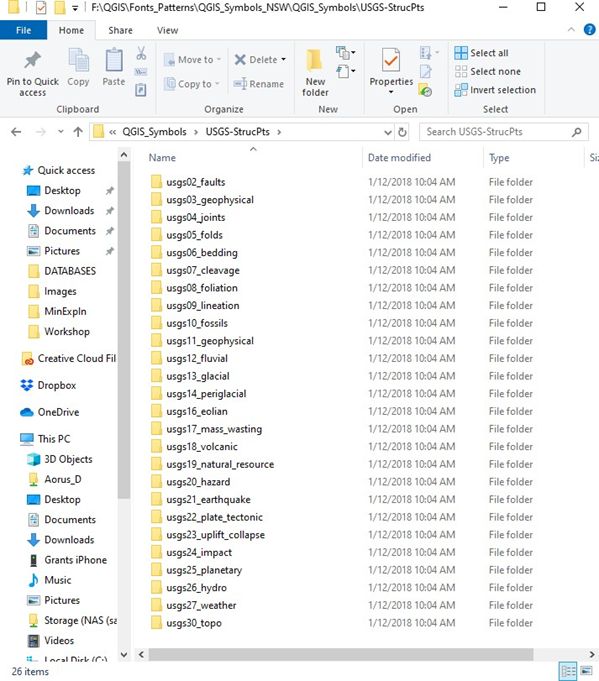 F:\QGIS\Fonts_Patterns\QGIS_Symbols_NSW\QGIS_Symbols\USGS-StrucPts
File Home Share View
Pin to Quick access
Copy
Paste
Clipboard
Move to
Copy to
Delete
Rename
Organize
New folder
New
Properties
Open
Select all
Select none
Invert selection
Select
« QGIS_Symbols > USGS-StrucPts >
Search USGS-StrucPts
Quick access
Desktop
Downloads
Documents
Pictures
DATABASES
Images
MinExpIn
Workshop
Creative Cloud Fil
Dropbox
OneDrive
This PC
3D Objects
Aorus_D
Desktop
Documents
Downloads
Grants iPhone
Music
Pictures
Storage (NAS (sa
Videos
Local Disk (C:)
Name Date modified Type Si
usgs02_faults 1/12/2018 10:04 AM File folder
usgs03_geophysical 1/12/2018 10:04 AM File folder
usgs04_joints 1/12/2018 10:04 AM File folder
usgs05_folds 1/12/2018 10:04 AM File folder
usgs06_bedding 1/12/2018 10:04 AM File folder
usgs07_cleavage 1/12/2018 10:04 AM File folder
usgs08_foliation 1/12/2018 10:04 AM File folder
usgs09_lineation 1/12/2018 10:04 AM File folder
usgs10_fossils 1/12/2018 10:04 AM File folder
usgs11_geophysical 1/12/2018 10:04 AM File folder
usgs12_fluvial 1/12/2018 10:04 AM File folder
usgs13_glacial 1/12/2018 10:04 AM File folder
usgs14_periglacial 1/12/2018 10:04 AM File folder
usgs16_eolian 1/12/2018 10:04 AM File folder
usgs17_mass_wasting 1/12/2018 10:04 AM File folder
usgs18_volcanic 1/12/2018 10:04 AM File folder
usgs19_natural_resource 1/12/2018 10:04 AM File folder
usgs20_hazard 1/12/2018 10:04 AM File folder
usgs21_earthquake 1/12/2018 10:04 AM File folder
usgs22_plate_tectonic 1/12/2018 10:04 AM File folder
usgs23_uplift_collapse 1/12/2018 10:04 AM File folder
usgs24_impact 1/12/2018 10:04 AM File folder
usgs25_planetary 1/12/2018 10:04 AM File folder
usgs26_hydro 1/12/2018 10:04 AM File folder
usgs27_weather 1/12/2018 10:04 AM File folder
usgs30_topo 1/12/2018 10:04 AM File folder
26 items